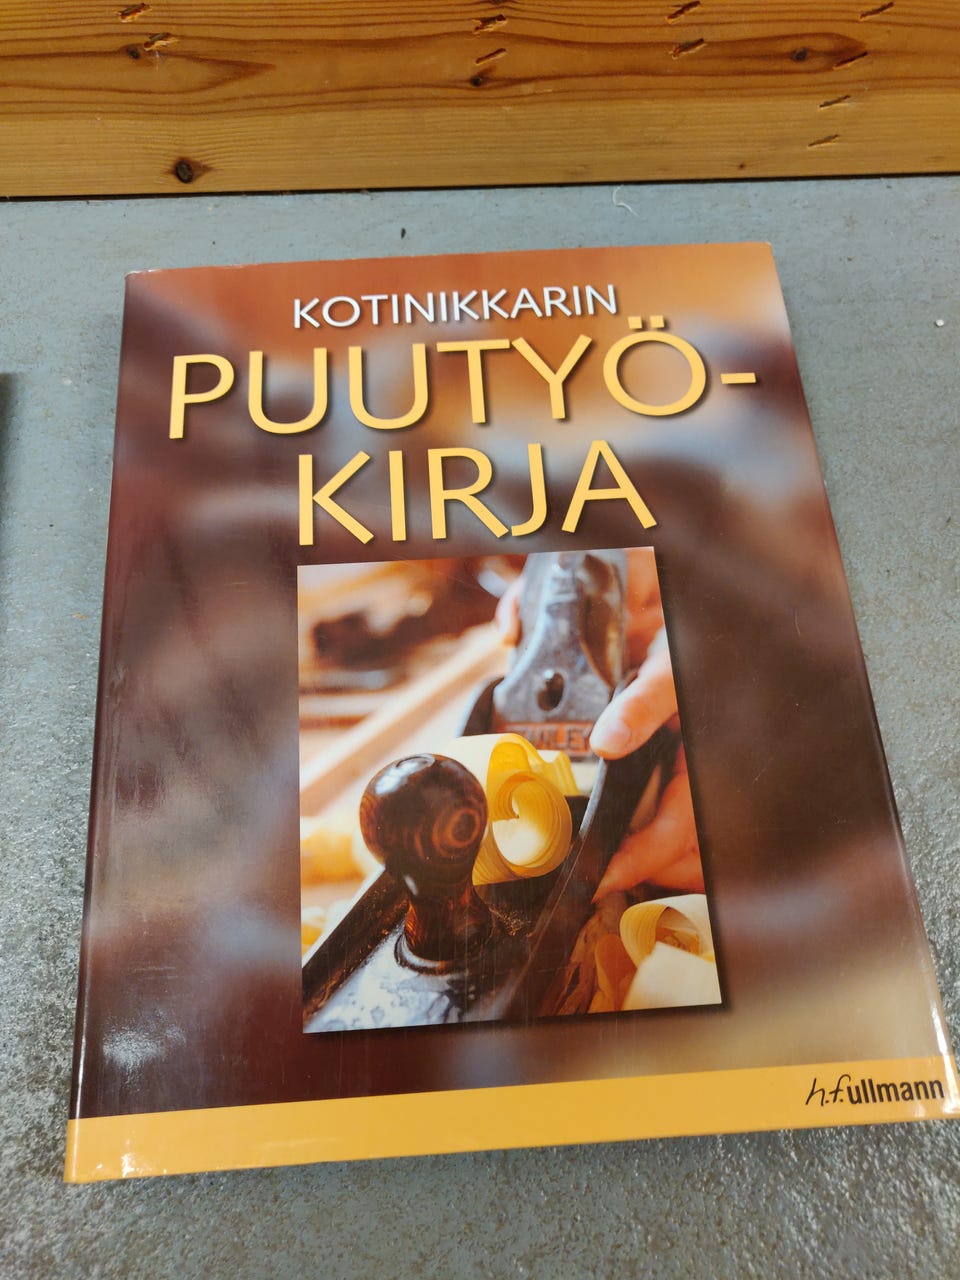 KOTINIKKARIN
PUUTYÖ-
KIRJA
h.f.ullmann